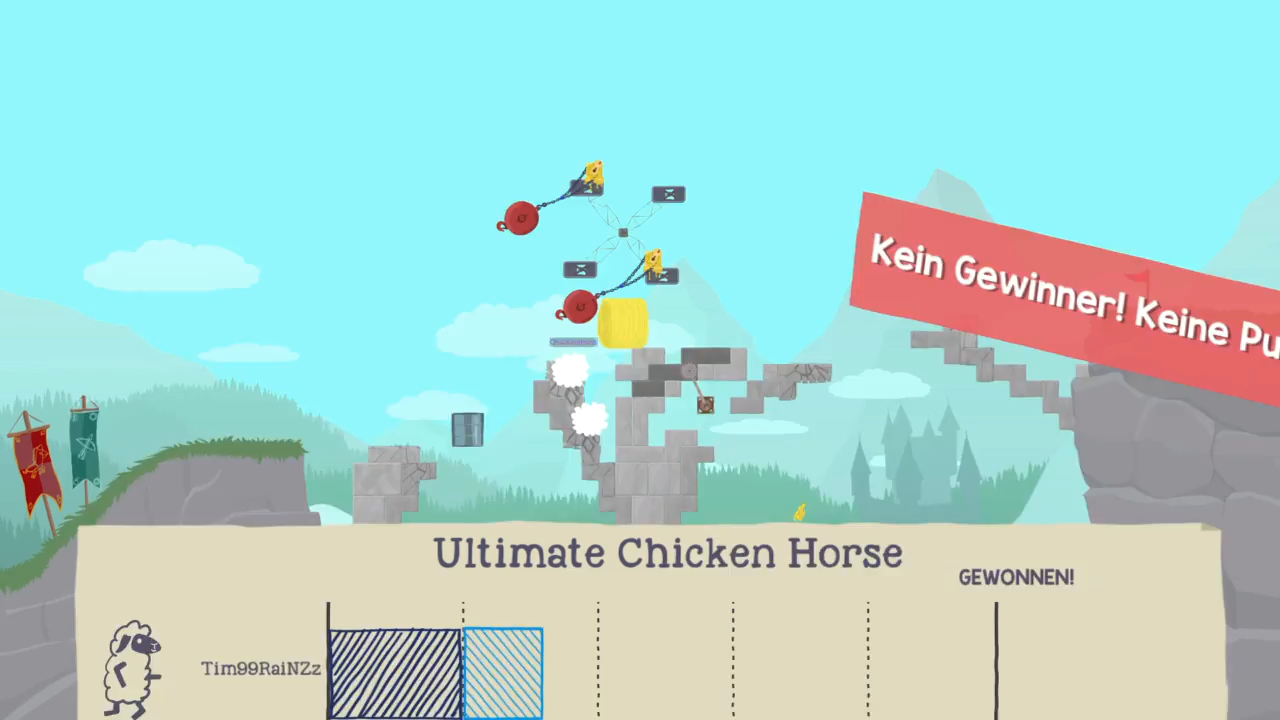 Kein Gewinner! Keine Pu
Ultimate Chicken Horse
GEWONNEN!
Tim99RaiNZz